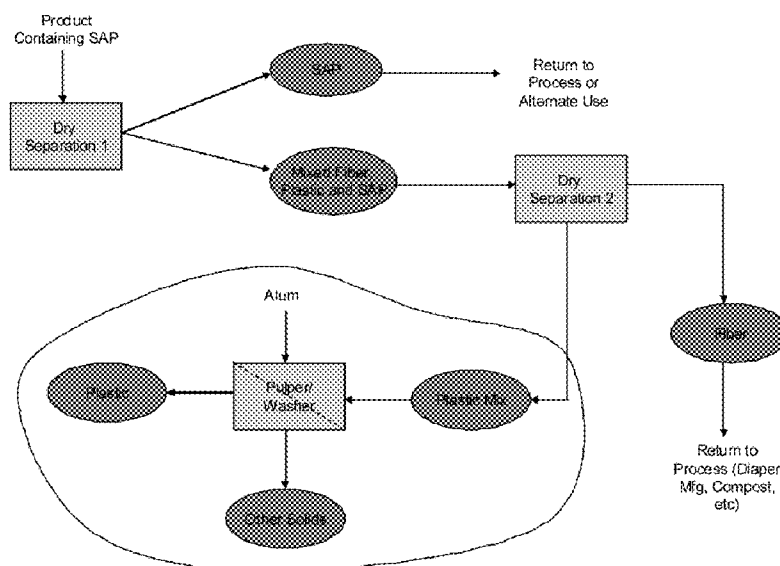 Product
Containing SAP
SAP
Return to
Process or
Alternate Use
Dry
Separation 1
Mixed Fiber,
Plastic and SAP
Dry
Separation 2
Alum
Fiber
Plastic
Pulper/
Washer
Plastic Mix
Return to
Process (Diaper
Mfg, Compost,
etc)
Other Solids